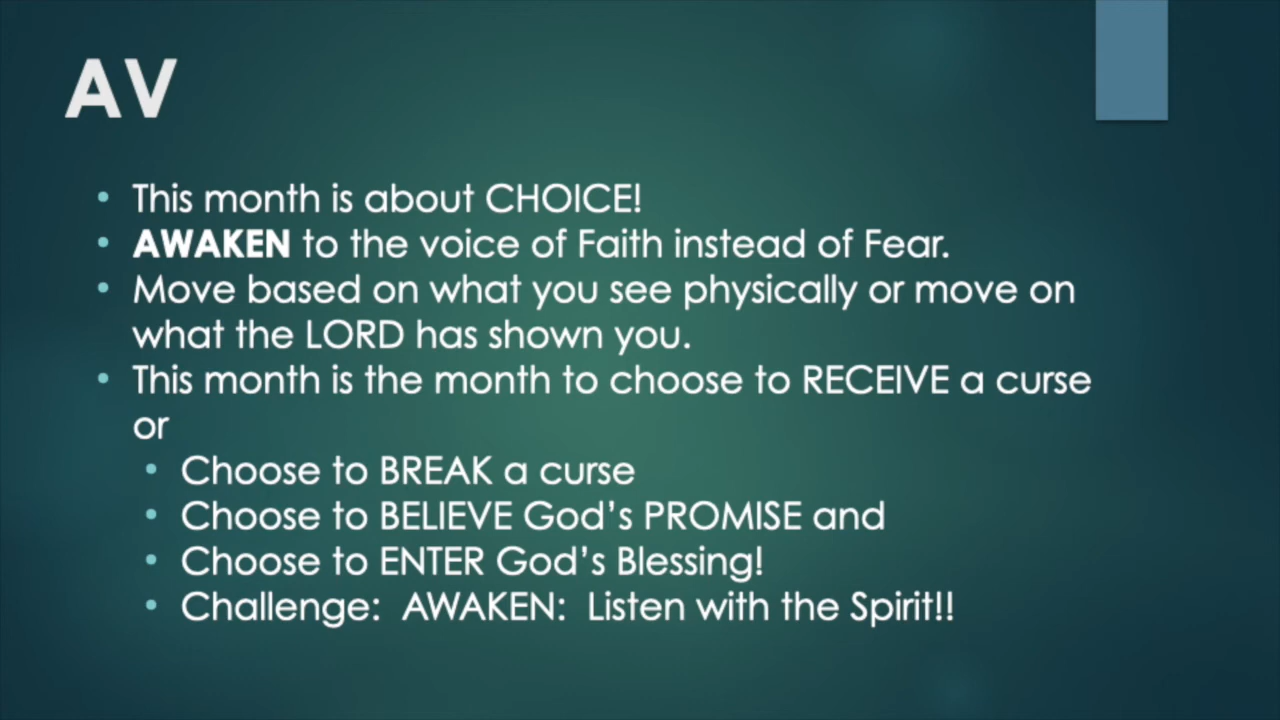 AV
• This month is about CHOICE!
• AWAKEN to the voice of Faith instead of Fear.
• Move based on what you see physically or move on
what the LORD has shown you.
• This month is the month to choose to RECEIVE a curse
or
• Choose to BREAK a curse
• Choose to BELIEVE God's PROMISE and
• Choose to ENTER God's Blessing!
• Challenge:  AWAKEN:  Listen with the Spirit!!